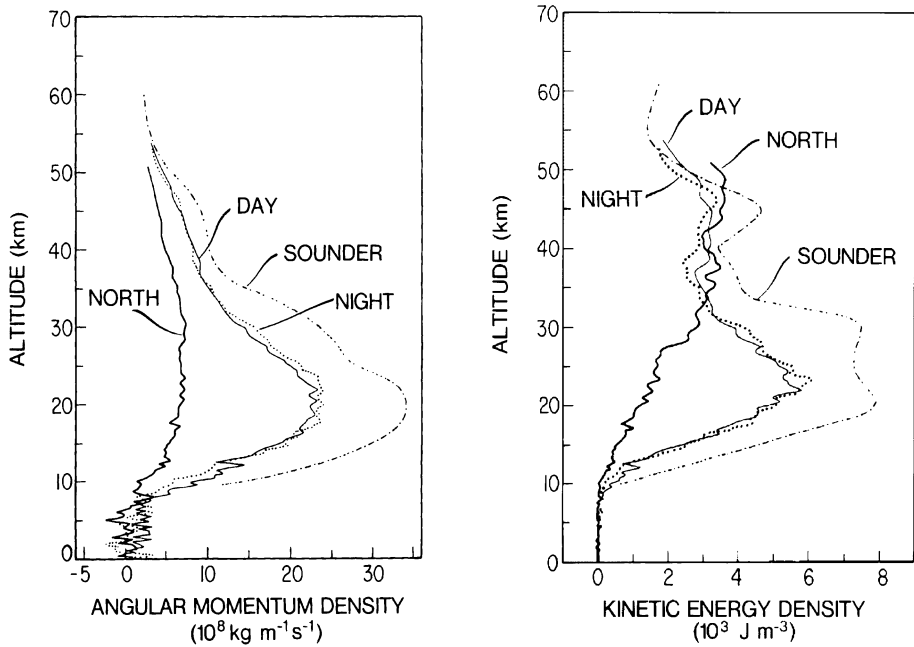 70
60
50
40
30
20
10
0
ALTITUDE (km)
DAY
SOUNDER
NORTH
NIGHT
-5
0
10
20
30
ANGULAR MOMENTUM DENSITY
(10⁸ kg m⁻¹s⁻¹)
70
60
50
40
30
20
10
0
ALTITUDE (km)
DAY
NORTH
NIGHT
SOUNDER
0
2
4
6
8
KINETIC ENERGY DENSITY
(10³ J m⁻³)